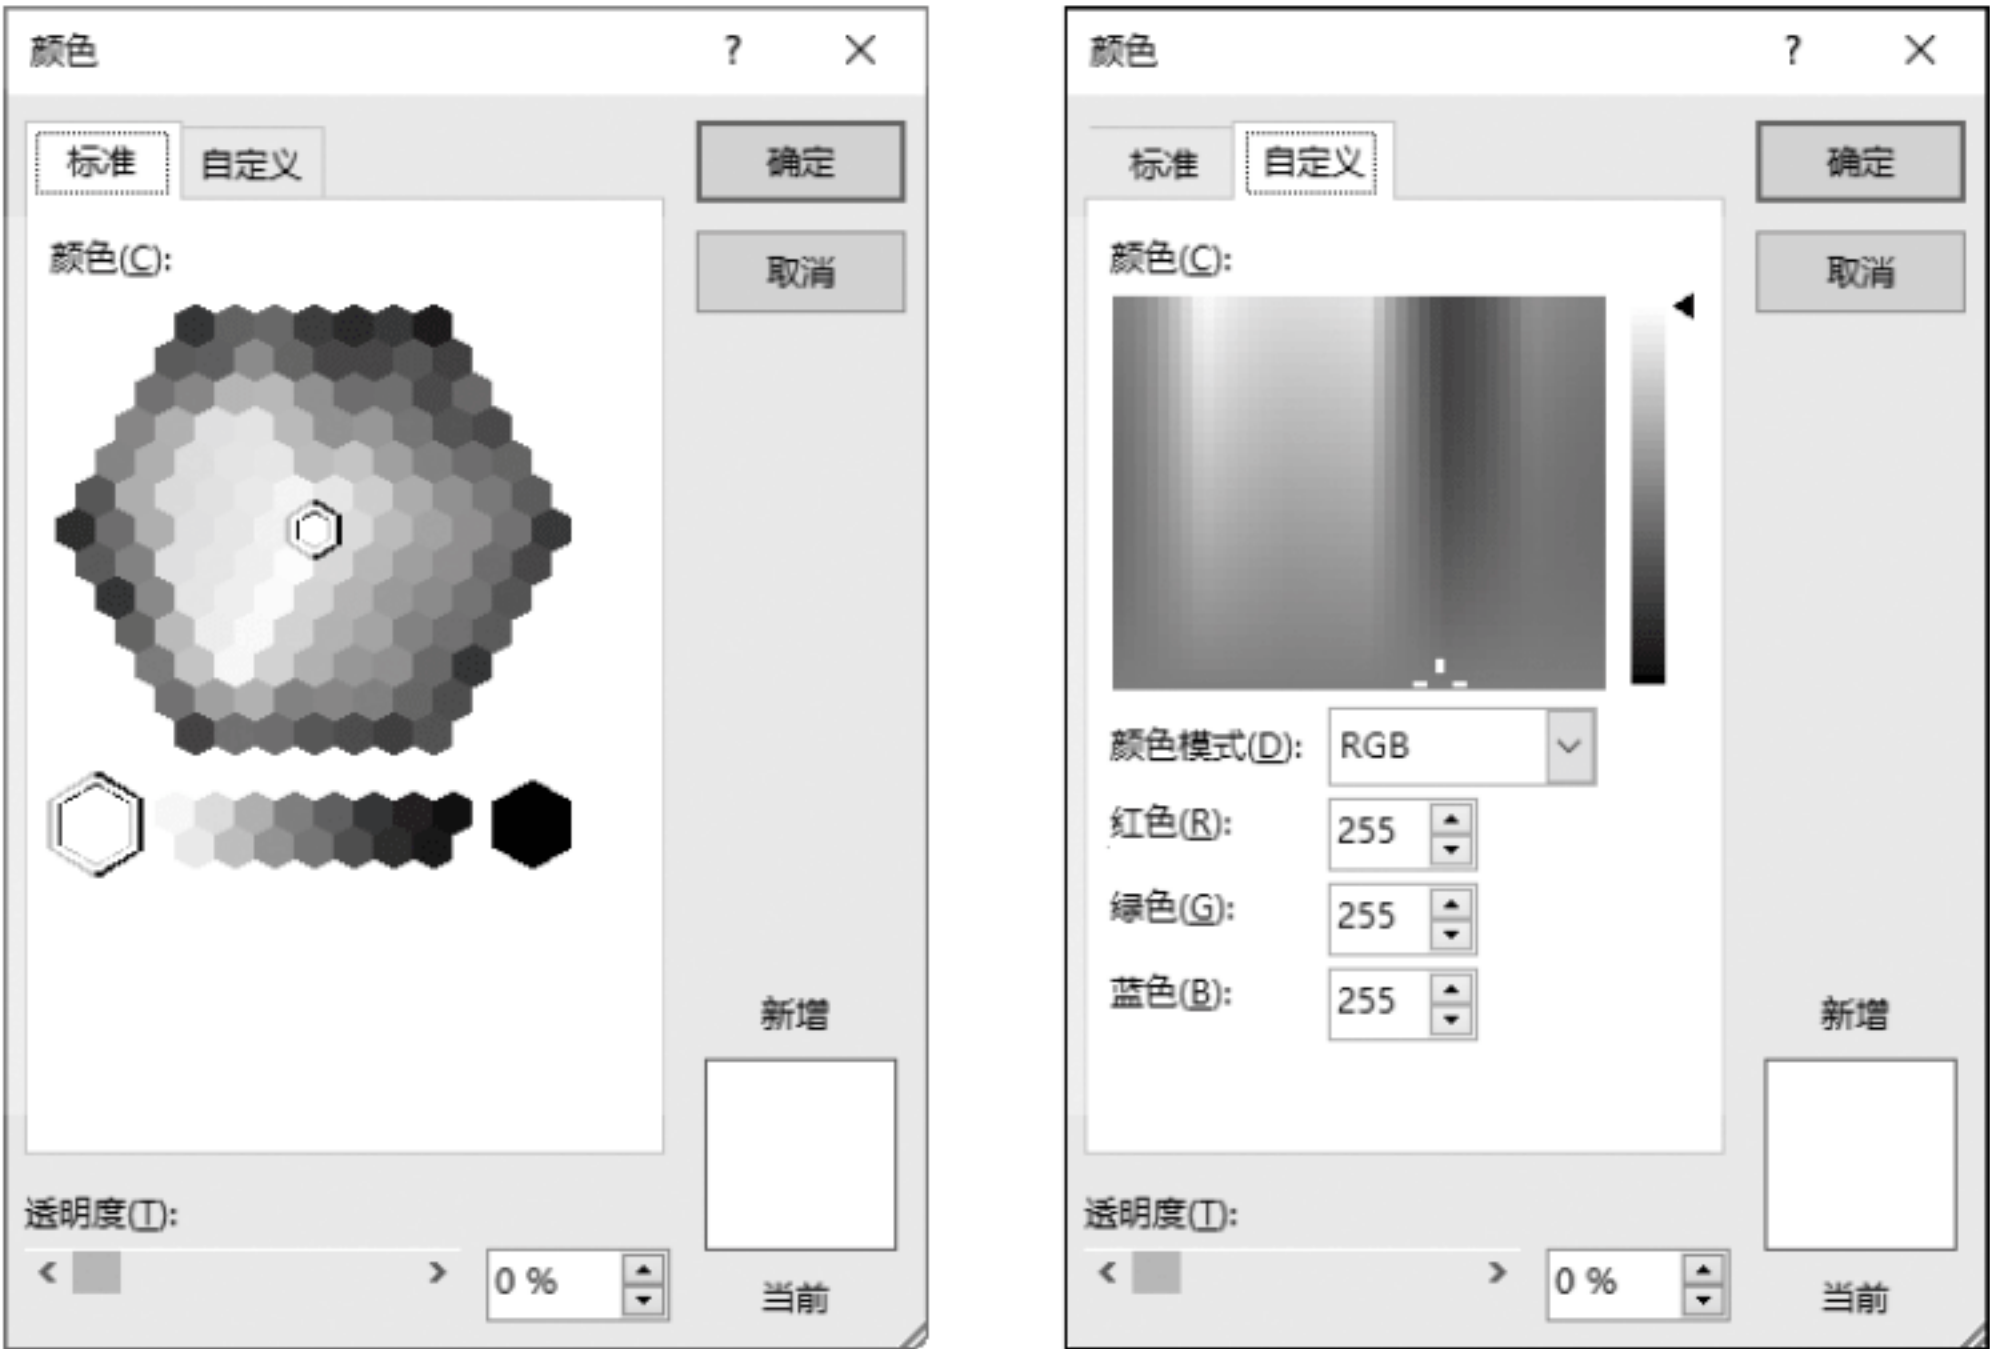 颜色 ?
标准 自定义
确定
取消
颜色(C):
新增
当前
透明度(T):
0 %
颜色 ?
标准 自定义
确定
取消
颜色(C):
颜色模式(D): RGB
红色(R): 255
绿色(G): 255
蓝色(B): 255
新增
当前
透明度(T):
0 %